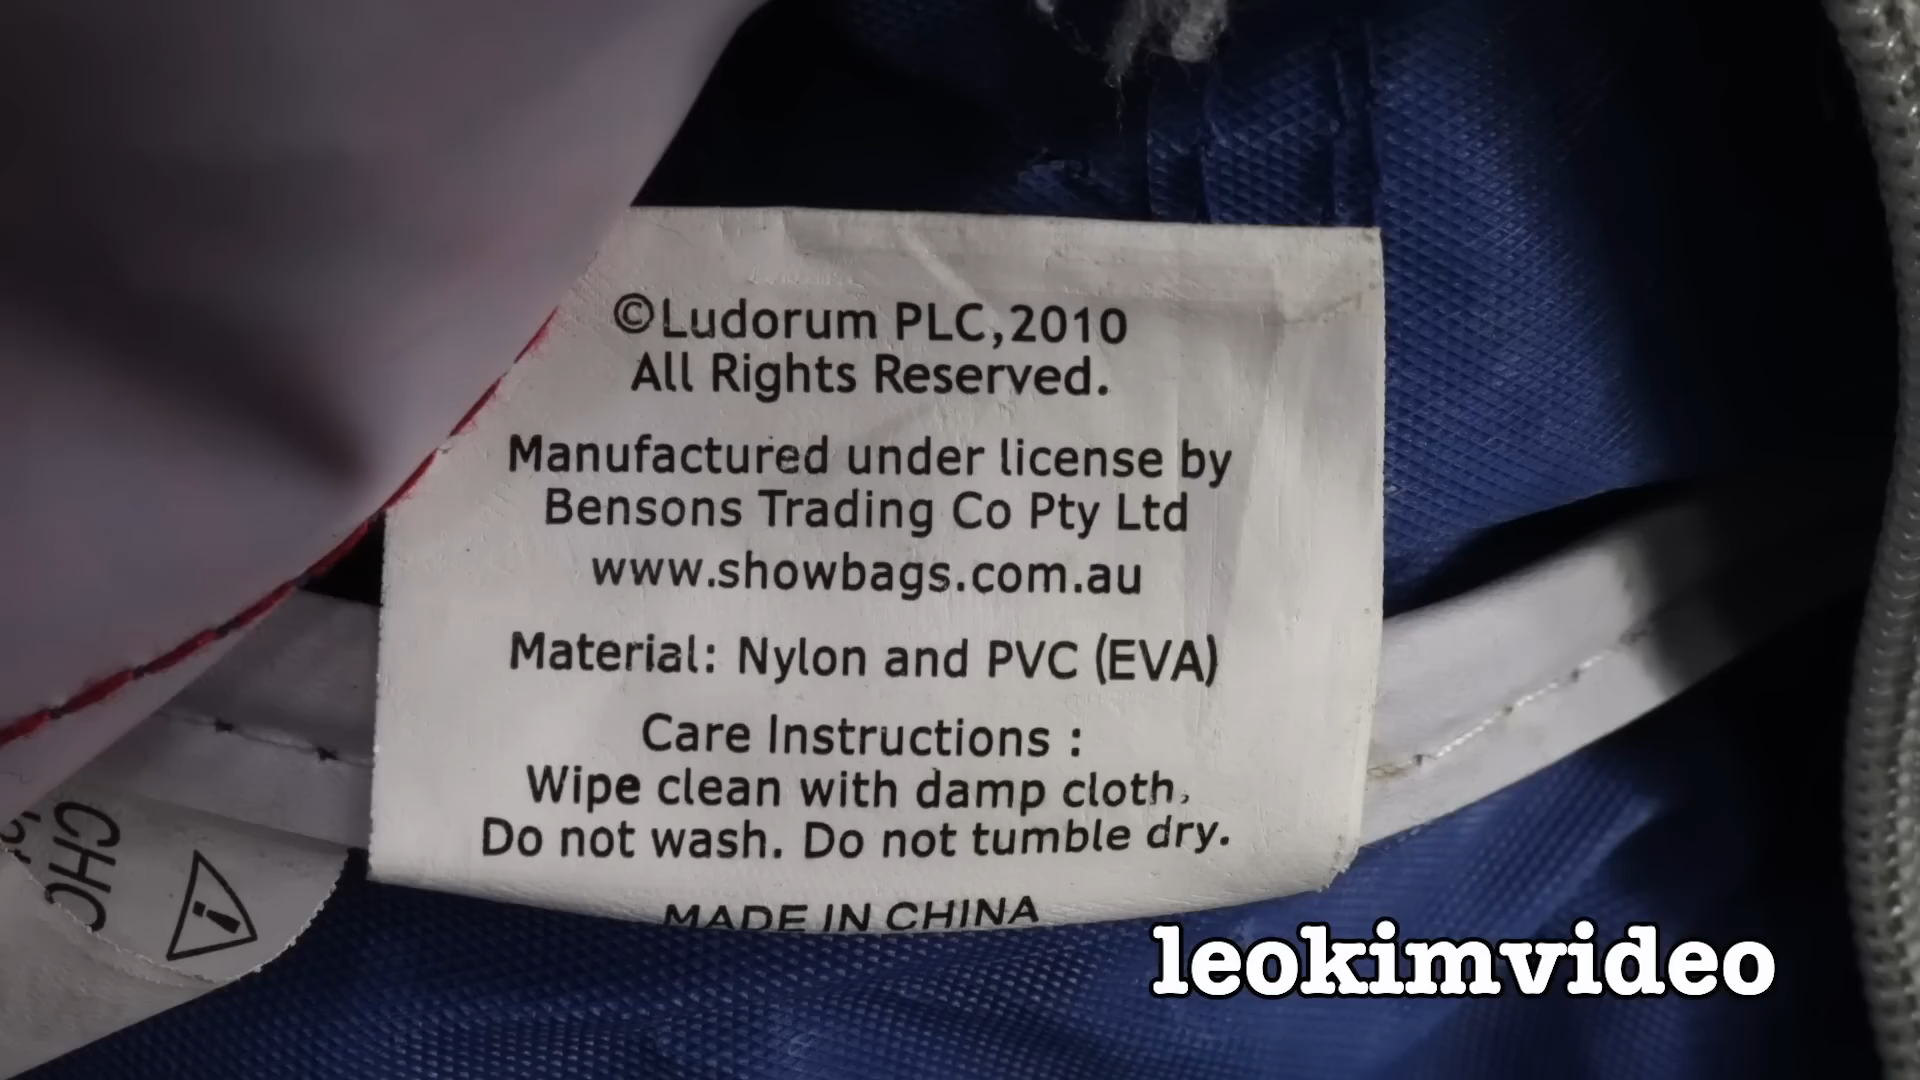 ©Ludorum PLC,2010
All Rights Reserved.
Manufactured under license by
Bensons Trading Co Pty Ltd
www.showbags.com.au
Material: Nylon and PVC (EVA)
Care Instructions :
Wipe clean with damp cloth,
Do not wash. Do not tumble dry.
MADE IN CHINA
CHC
leokimvideo